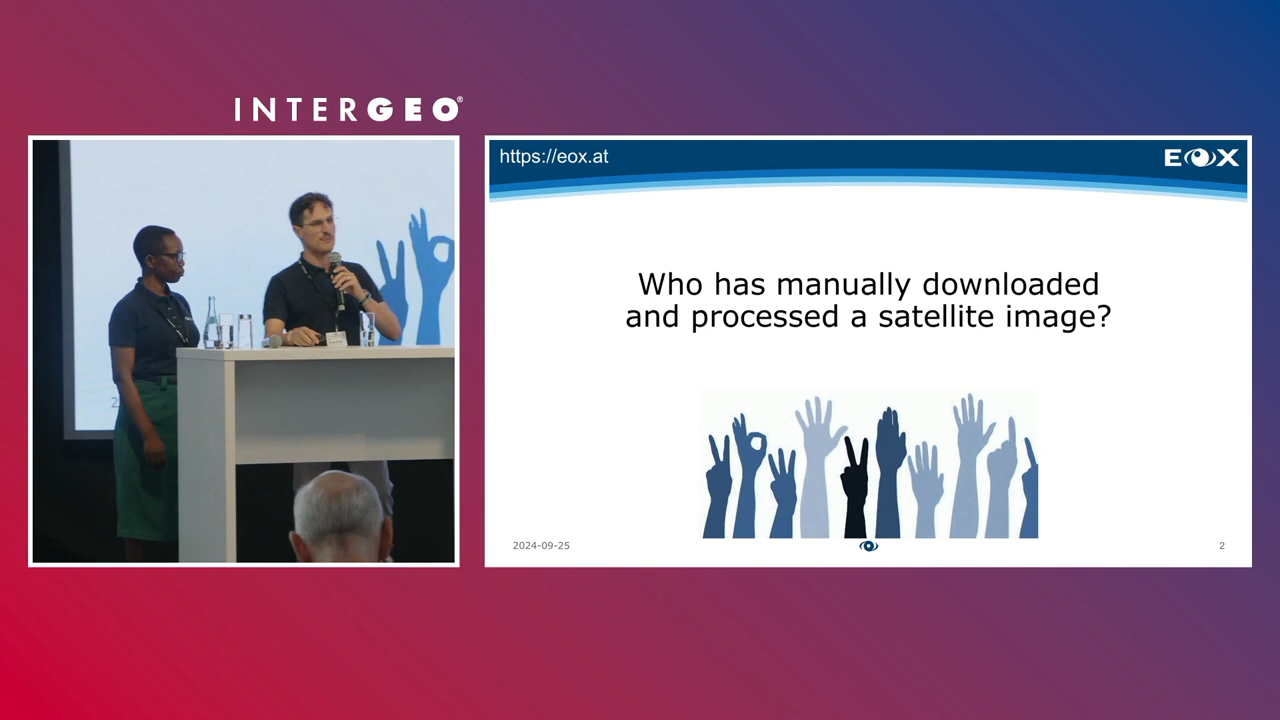 INTERGEO®
https://eox.at
EOX
Who has manually downloaded
and processed a satellite image?
2024-09-25
2